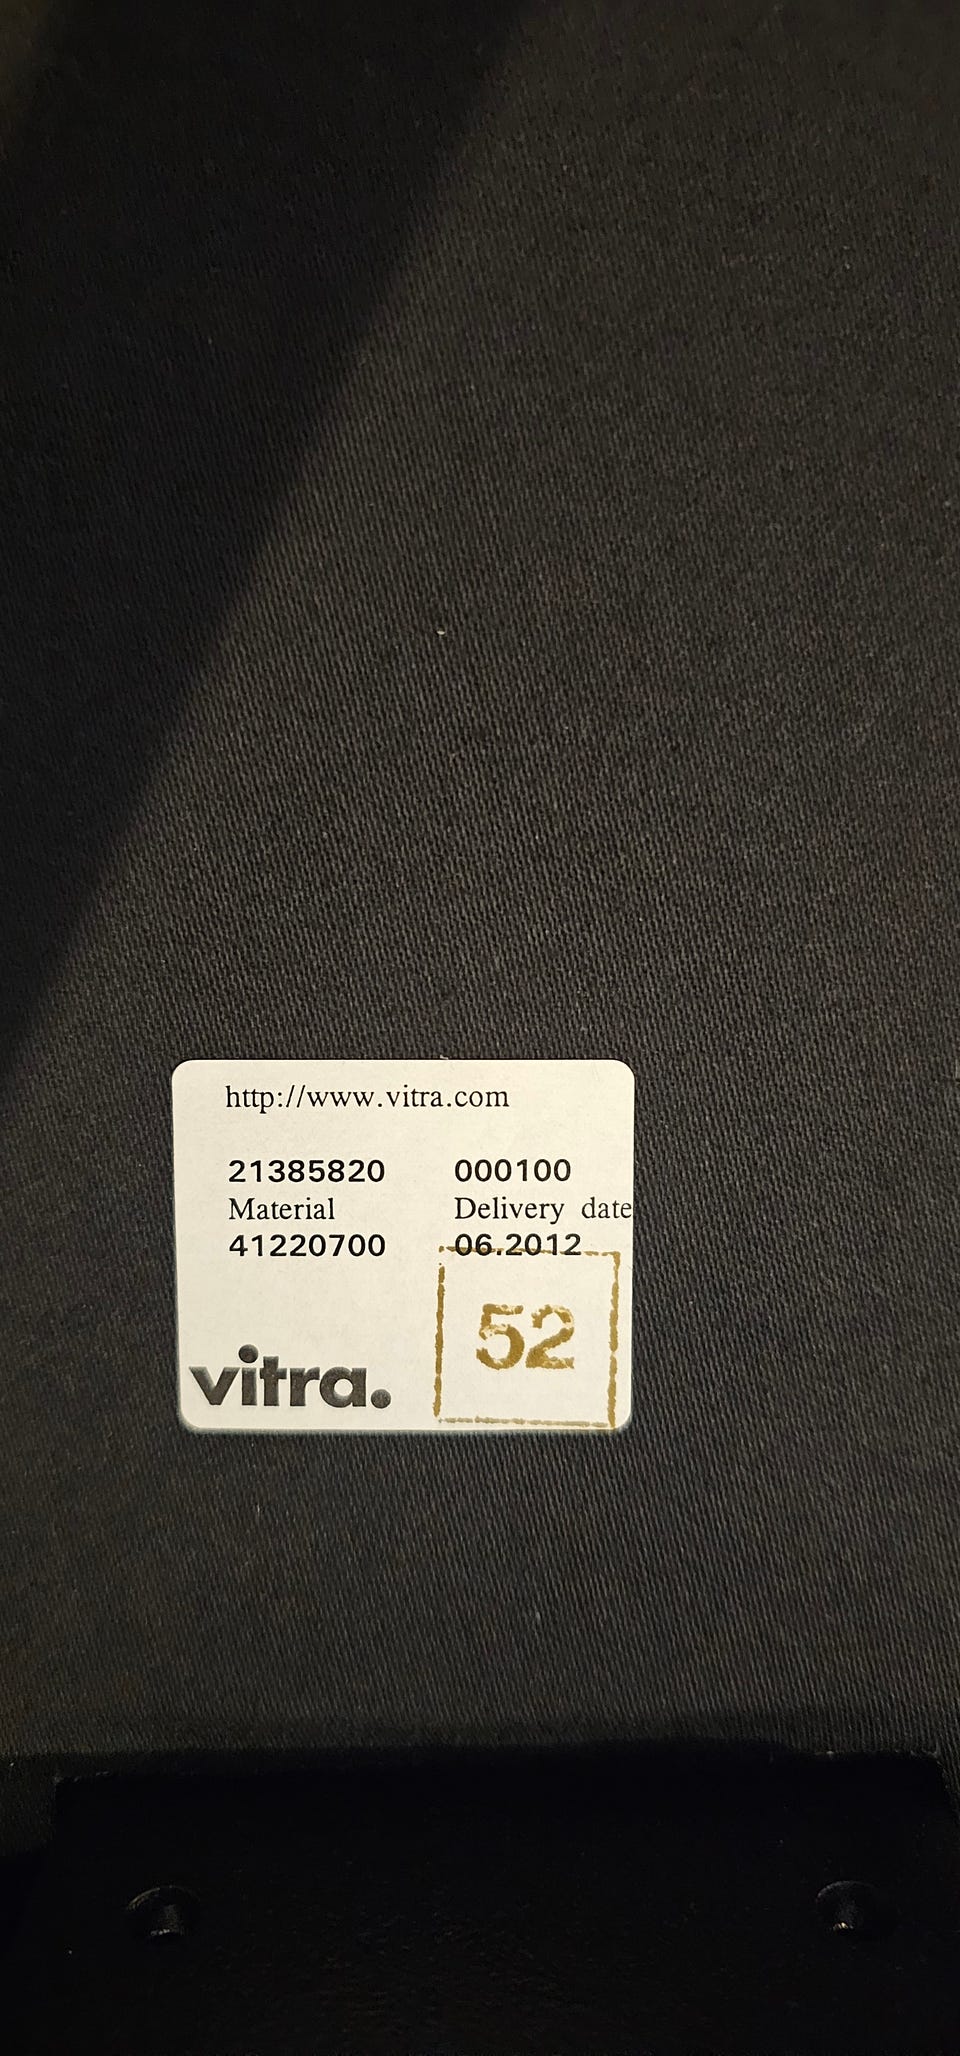 http://www.vitra.com
21385820 000100
Material Delivery date
41220700 06.2012
52
vitra.